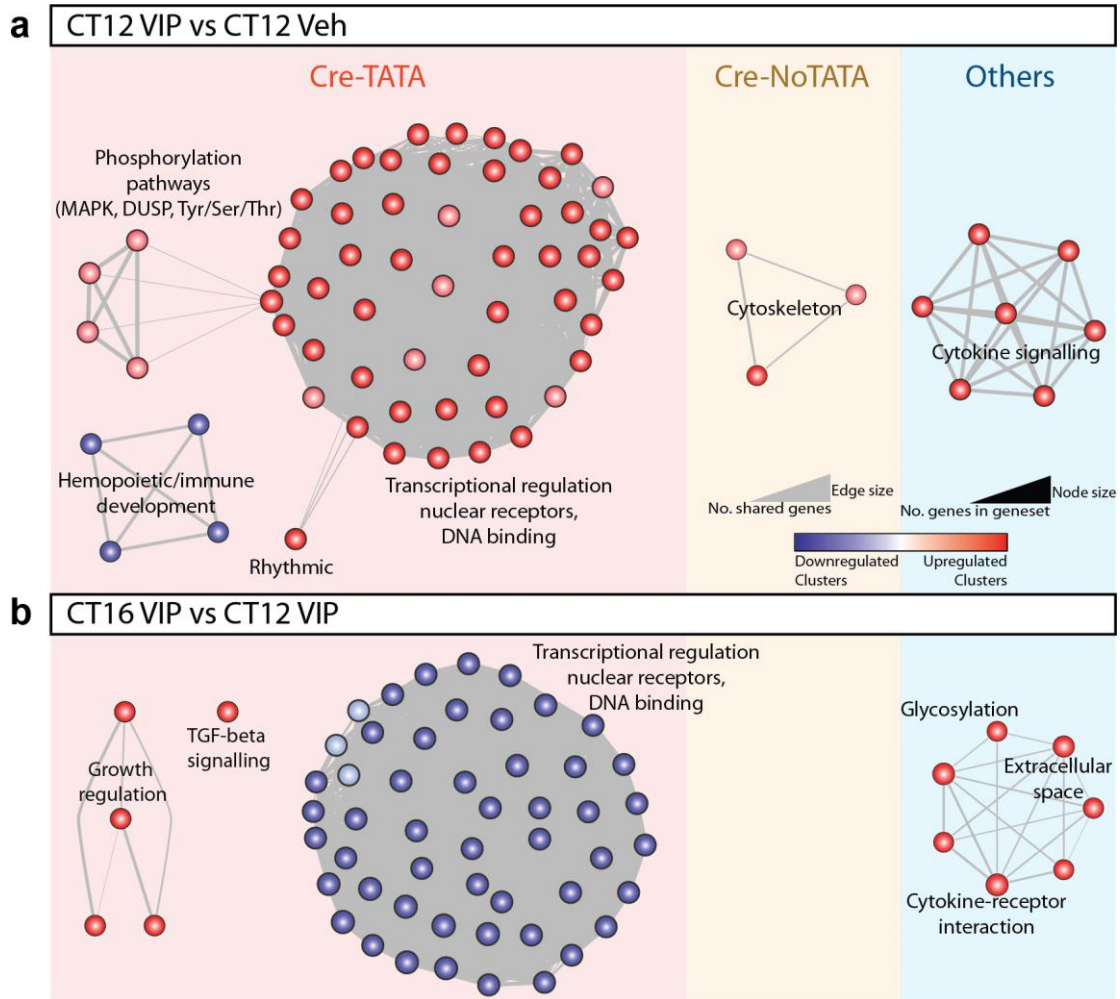 a
CT12 VIP vs CT12 Veh
Cre-TATA
Cre-NoTATA
Others
Phosphorylation
pathways
(MAPK, DUSP, Tyr/Ser/Thr)
Cytoskeleton
Cytokine signalling
Hemopoietic/immune
development
Transcriptional regulation
nuclear receptors,
DNA binding
Rhythmic
Edge size
No. shared genes
Node size
No. genes in geneset
Downregulated
Clusters
Upregulated
Clusters
b
CT16 VIP vs CT12 VIP
Transcriptional regulation
nuclear receptors,
DNA binding
TGF-beta
signalling
Growth
regulation
Glycosylation
Extracellular
space
Cytokine-receptor
interaction